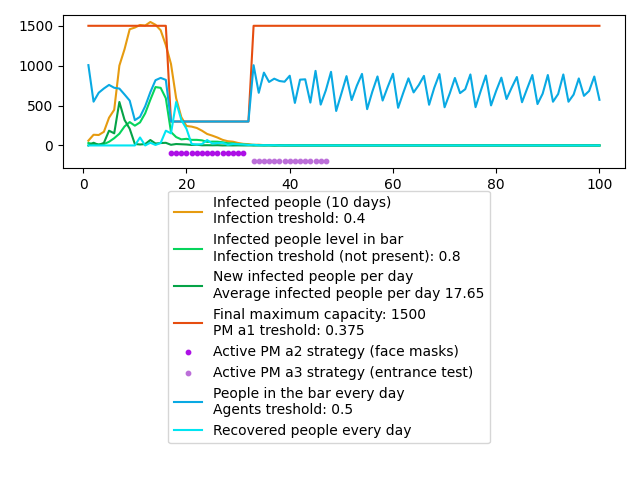 1500
1000
500
0
0
20
40
60
80
100
Infected people (10 days)
Infection treshold: 0.4
Infected people level in bar
Infection treshold (not present): 0.8
New infected people per day
Average infected people per day 17.65
Final maximum capacity: 1500
PM a1 treshold: 0.375
Active PM a2 strategy (face masks)
Active PM a3 strategy (entrance test)
People in the bar every day
Agents treshold: 0.5
Recovered people every day